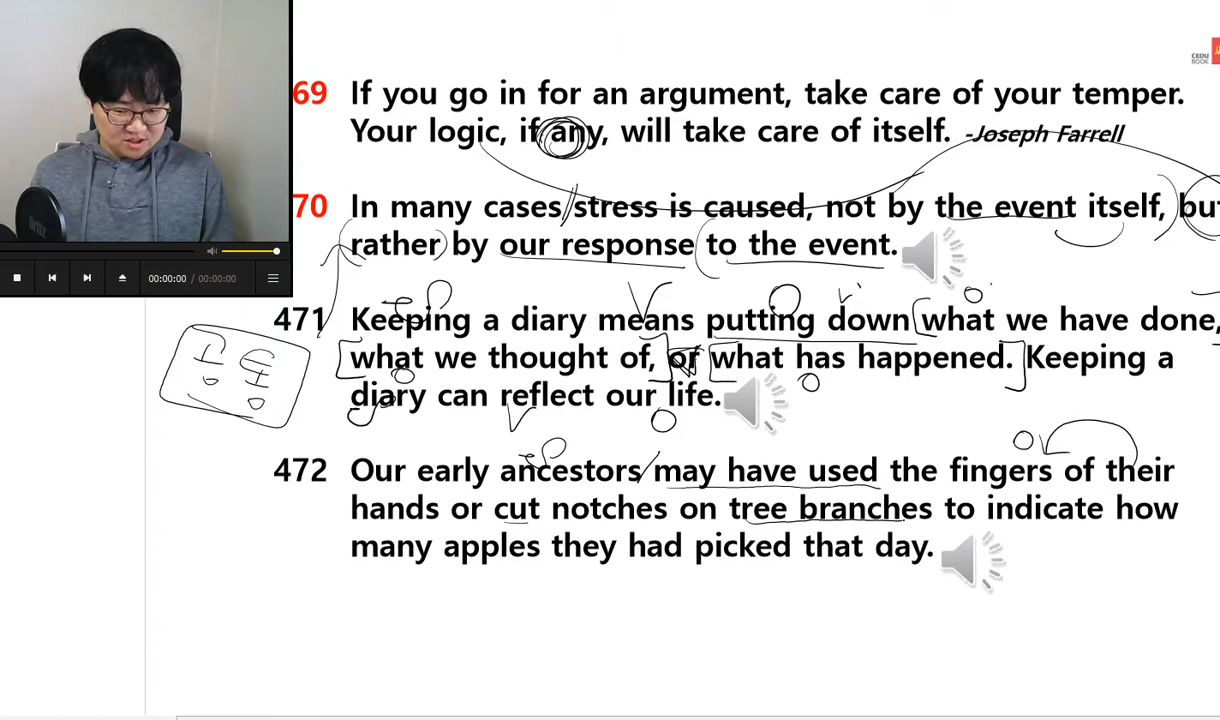 CEDU
BOOK
69 If you go in for an argument, take care of your temper.
Your logic, if any, will take care of itself. -Joseph Farrell
70 In many cases stress is caused, not by the event itself, but
rather by our response to the event.
471 Keeping a diary means putting down what we have done,
what we thought of, or what has happened. Keeping a
diary can reflect our life.
472 Our early ancestors may have used the fingers of their
hands or cut notches on tree branches to indicate how
many apples they had picked that day.
00:00:00 / 00:00:00